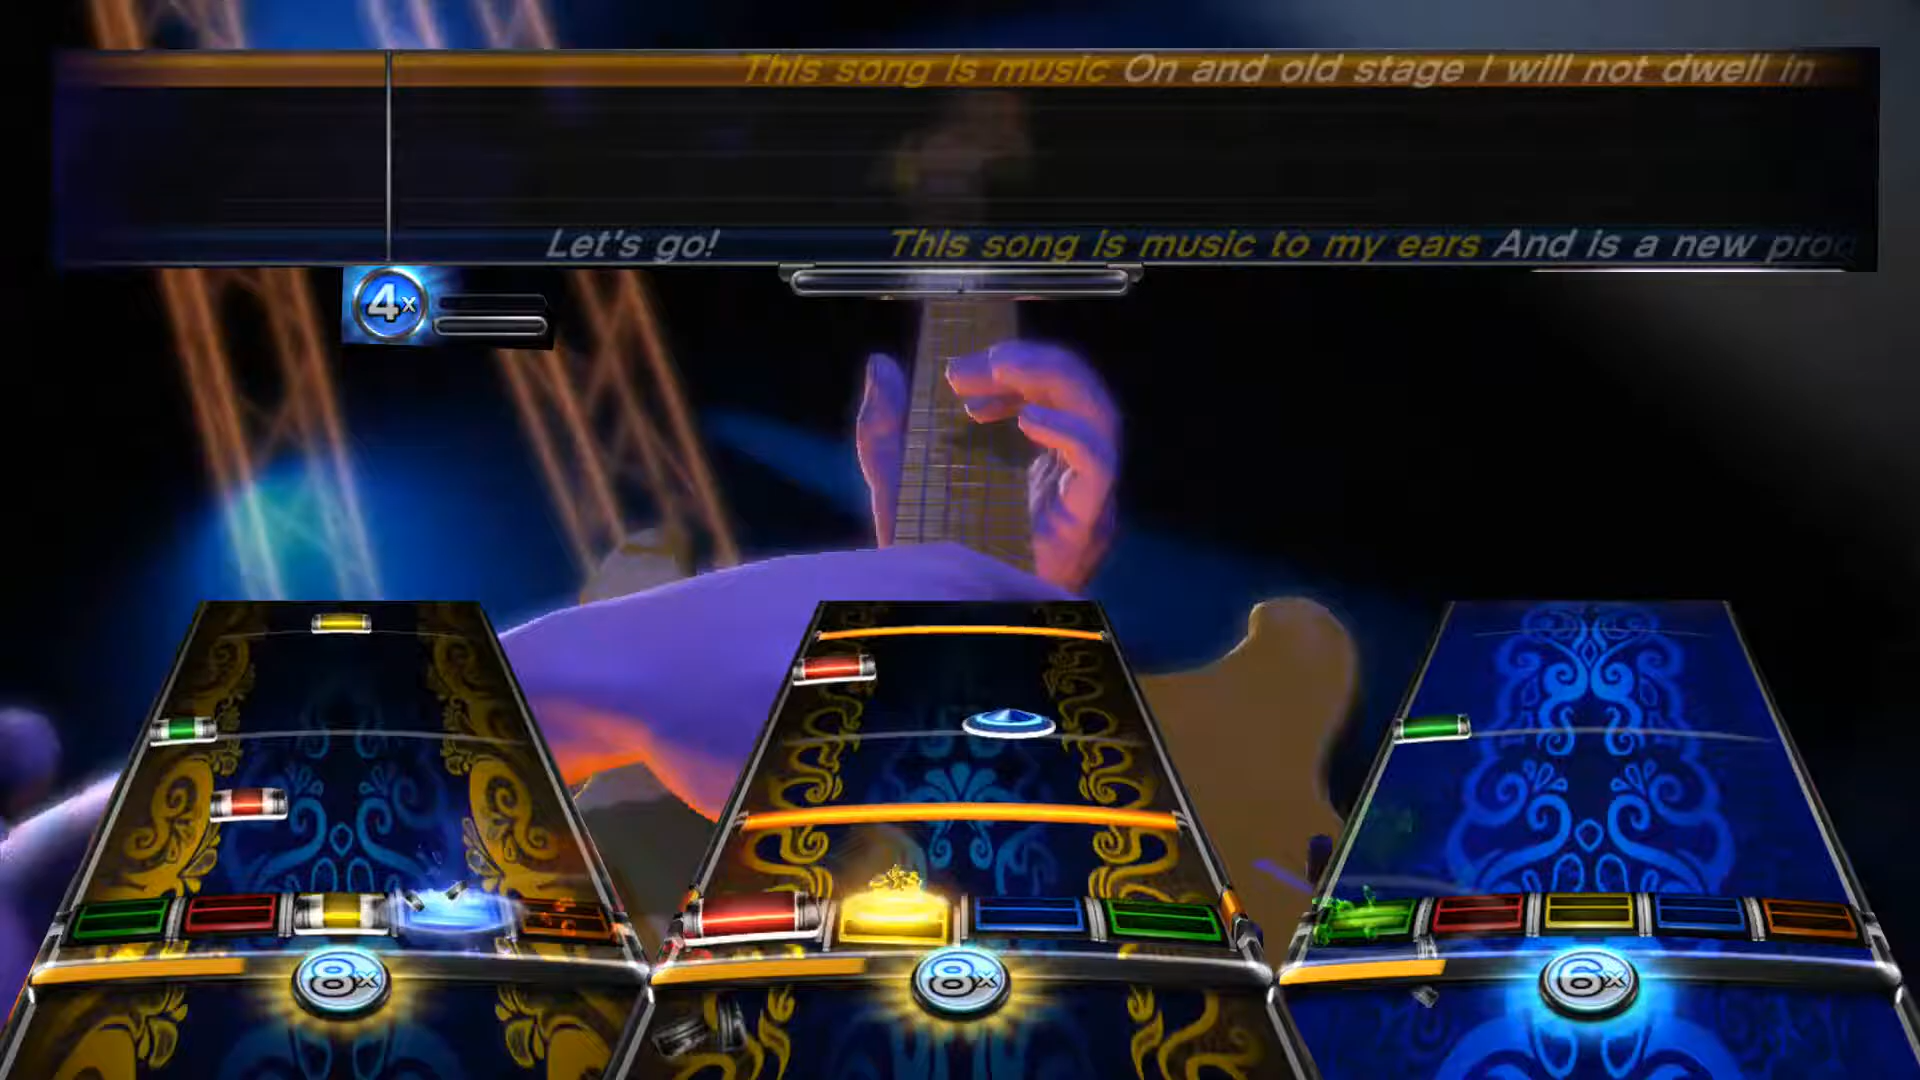 This song is music On and old stage I will not dwell in
Let's go! This song is music to my ears And is a new prog
4x
8x 8x 6x